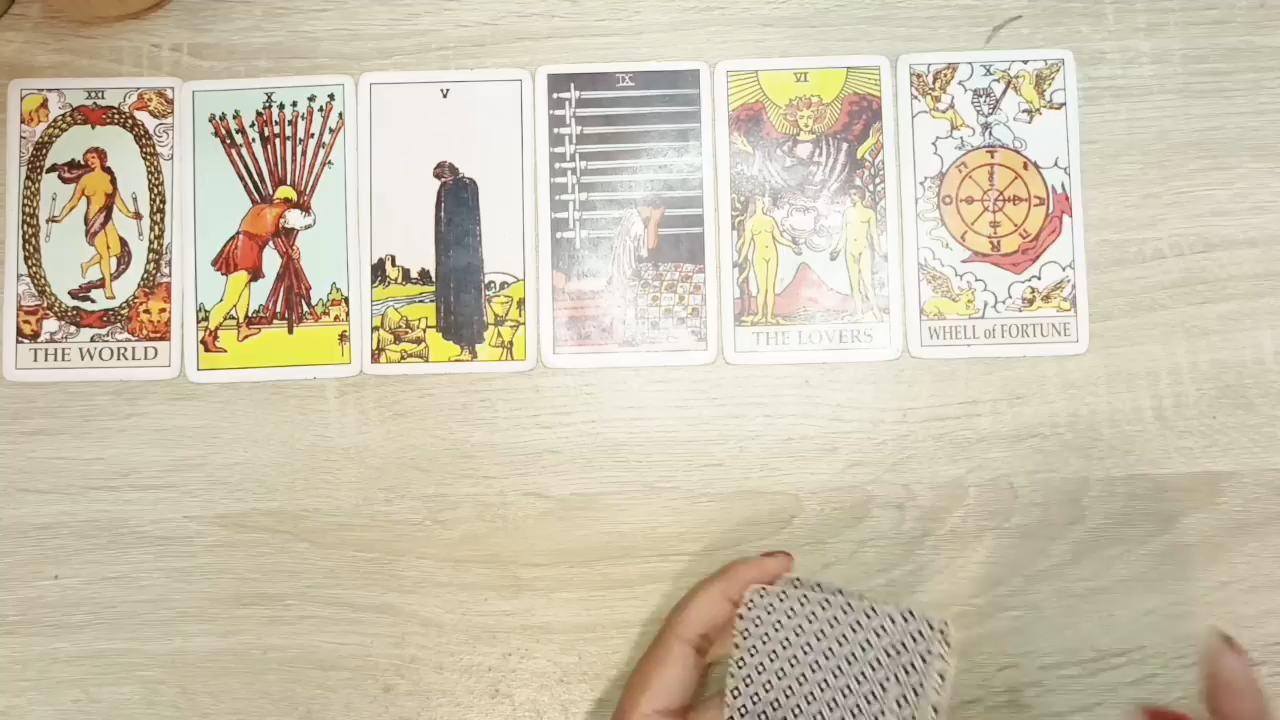 XXI
THE WORLD
X
V
IX
VI
THE LOVERS
X
WHELL of FORTUNE